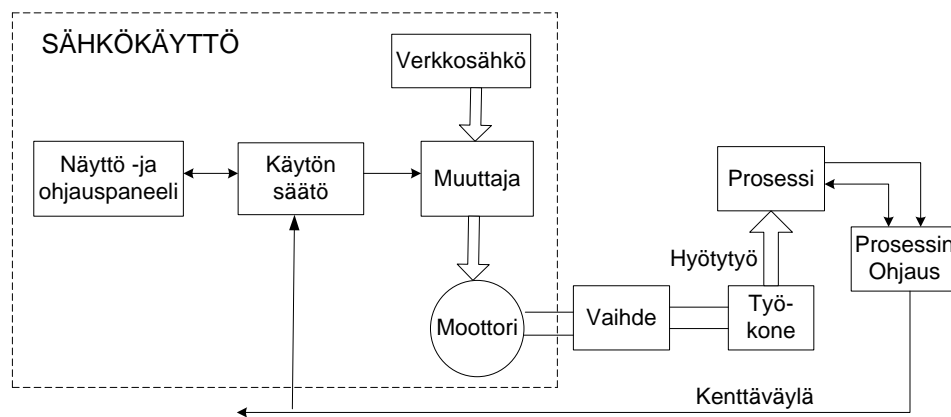 SÄHKÖKÄYTTÖ
Verkkosähkö
Näyttö -ja
ohjauspaneeli
Käytön
säätö
Muuttaja
Prosessi
Prosessin
Ohjaus
Hyötytyö
Moottori
Vaihde
Työ-
kone
Kenttäväylä